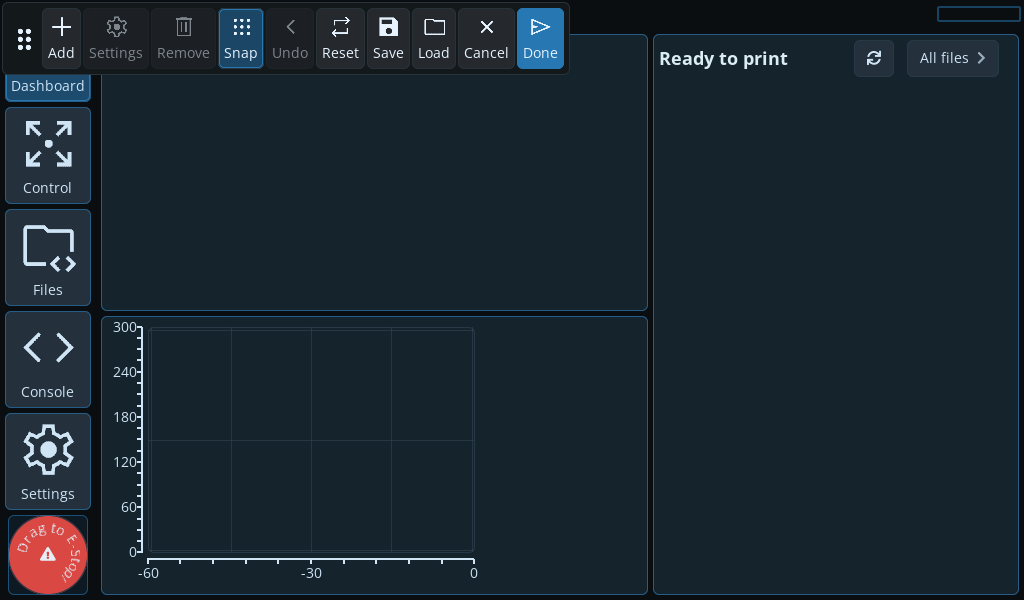 Add Settings Remove Snap Undo Reset Save Load Cancel Done
Dashboard
Control
Files
Console
Settings
Drag to E-Stop!
Ready to print
All files
300
240
180
120
60
0
-60 -30 0